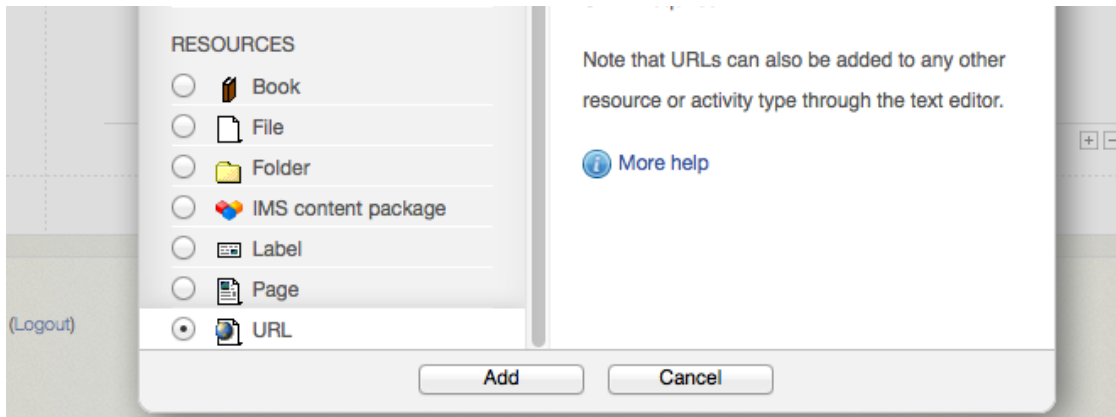 RESOURCES
Book
File
Folder
IMS content package
Label
Page
URL
Note that URLs can also be added to any other
resource or activity type through the text editor.
More help
(Logout)
Add
Cancel